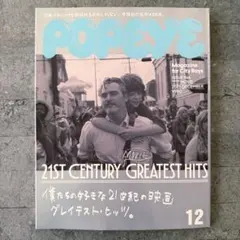 POPEYE
Magazine
for City Boys
21ST CENTURY GREATEST HITS
僕たちの好きな21世紀の映画
グレイテスト・ヒッツ。
12